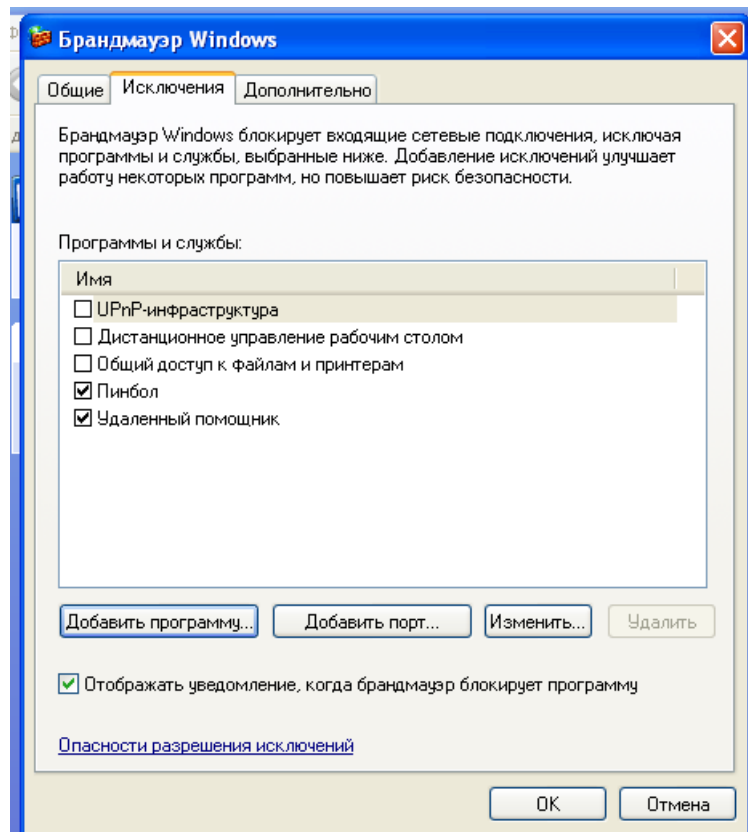 Брандмауэр Windows
Общие Исключения Дополнительно
Брандмауэр Windows блокирует входящие сетевые подключения, исключая
программы и службы, выбранные ниже. Добавление исключений улучшает
работу некоторых программ, но повышает риск безопасности.
Программы и службы:
Имя
UPnP-инфраструктура
Дистанционное управление рабочим столом
Общий доступ к файлам и принтерам
Пинбол
Удаленный помощник
Добавить программу... Добавить порт... Изменить... Удалить
Отображать уведомление, когда брандмауэр блокирует программу
Опасности разрешения исключений
OK Отмена